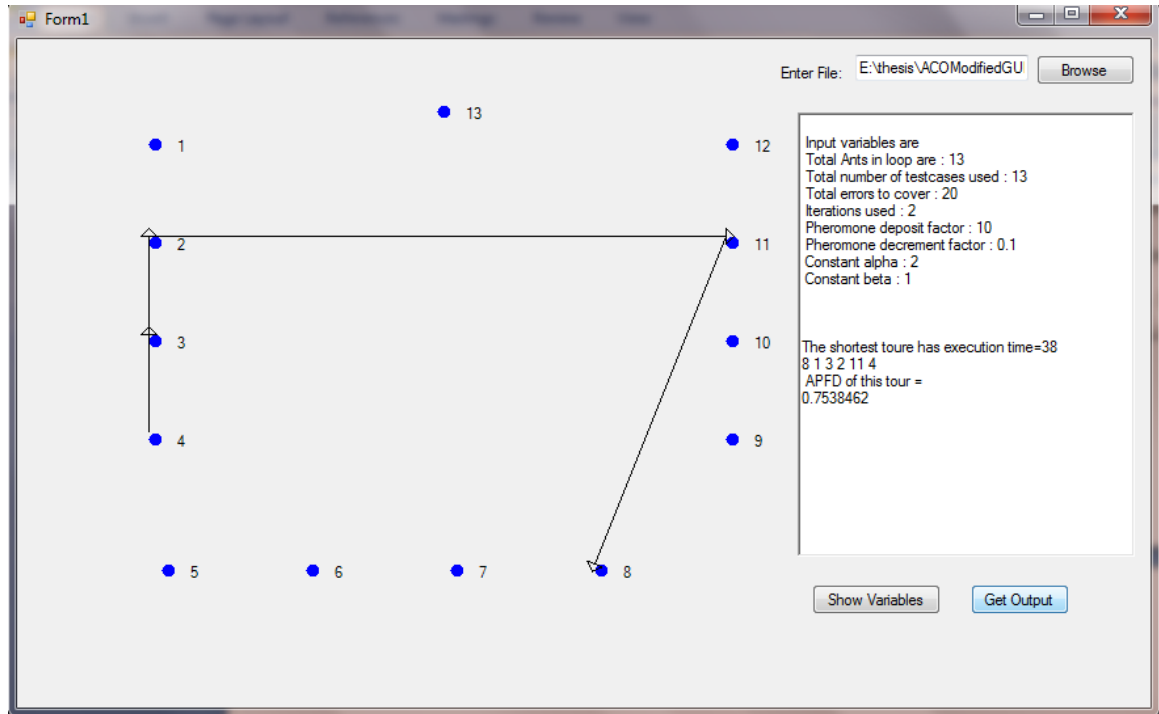 Form1
Enter File: E:\thesis\ACOModifiedGUI Browse
13
1
12
2
11
3
10
4
9
5 6 7 8
Input variables are
Total Ants in loop are : 13
Total number of testcases used : 13
Total errors to cover : 20
Iterations used : 2
Pheromone deposit factor : 10
Pheromone decrement factor : 0.1
Constant alpha : 2
Constant beta : 1
The shortest toure has execution time=38
8 1 3 2 11 4
APFD of this tour =
0.7538462
Show Variables Get Output